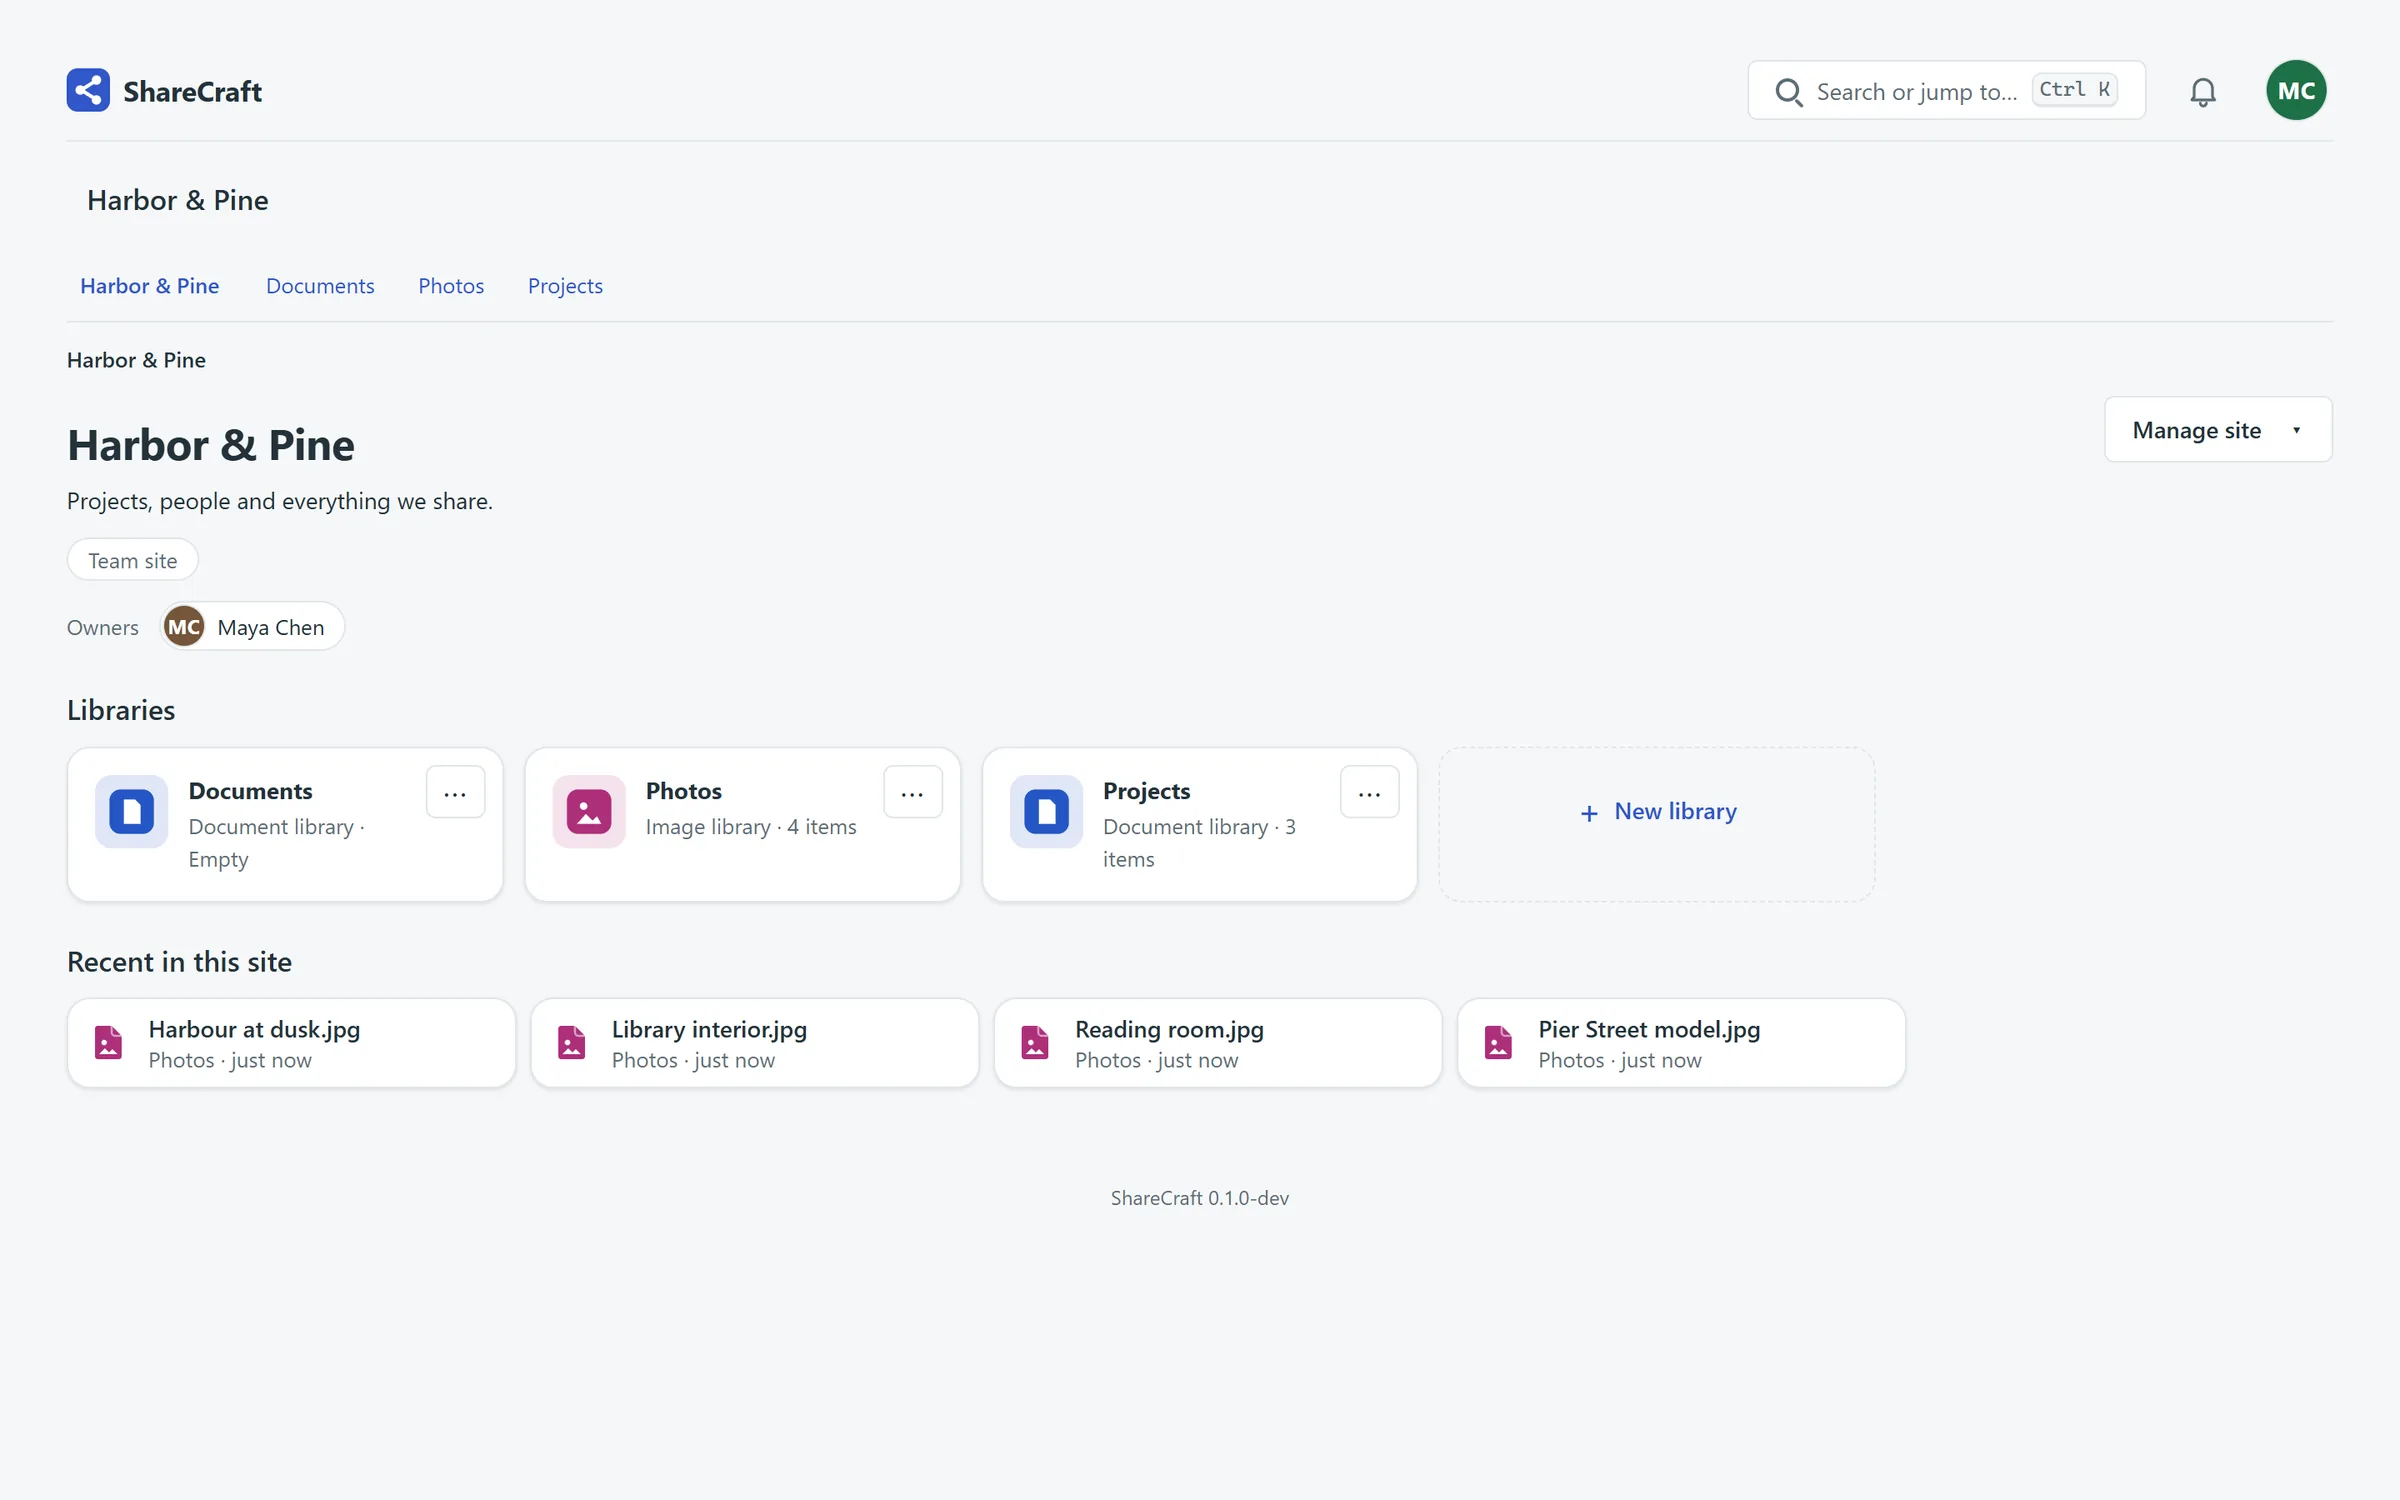 ShareCraft
Search or jump to... Ctrl K
MC
Harbor & Pine
Harbor & Pine Documents Photos Projects
Harbor & Pine
Harbor & Pine
Manage site
Projects, people and everything we share.
Team site
Owners MC Maya Chen
Libraries
Documents
Document library ·
Empty
...
Photos
Image library · 4 items
...
Projects
Document library · 3
items
...
+ New library
Recent in this site
Harbour at dusk.jpg
Photos · just now
Library interior.jpg
Photos · just now
Reading room.jpg
Photos · just now
Pier Street model.jpg
Photos · just now
ShareCraft 0.1.0-dev